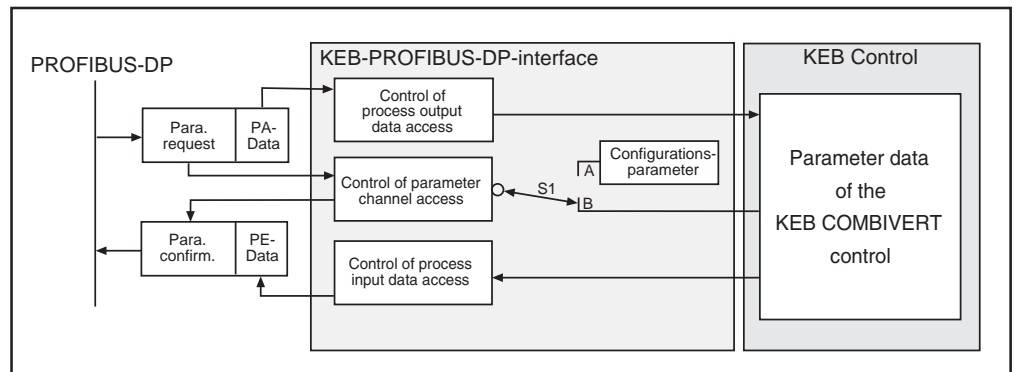 PROFIBUS-DP
KEB-PROFIBUS-DP-interface
KEB Control
Para.
request
PA-
Data
Control of
process output
data access
Configurations-
parameter
A
Control of parameter
channel access
S1
B
Parameter data
of the
KEB COMBIVERT
control
Para.
confirm.
PE-
Data
Control of process
input data access